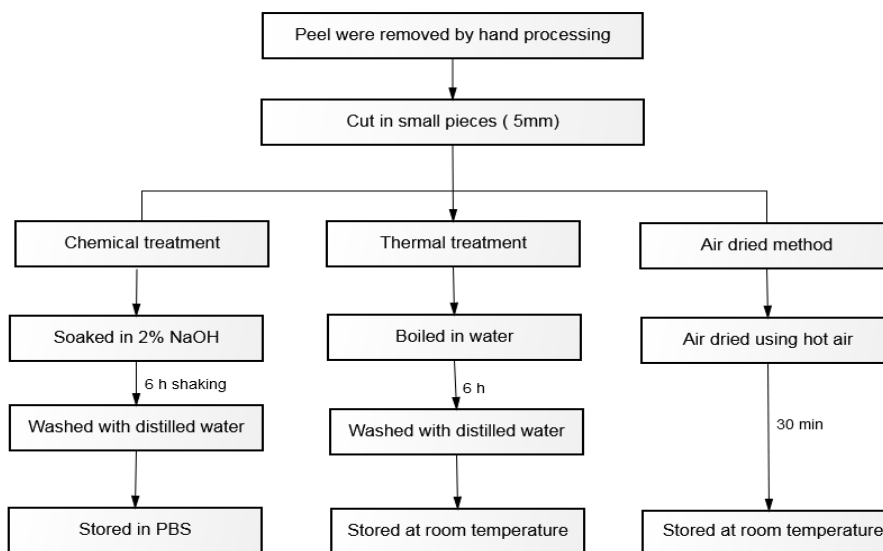 Peel were removed by hand processing
Cut in small pieces ( 5mm)
Chemical treatment
Thermal treatment
Air dried method
Soaked in 2% NaOH
Boiled in water
Air dried using hot air
6 h shaking
6 h
30 min
Washed with distilled water
Washed with distilled water
Stored in PBS
Stored at room temperature
Stored at room temperature